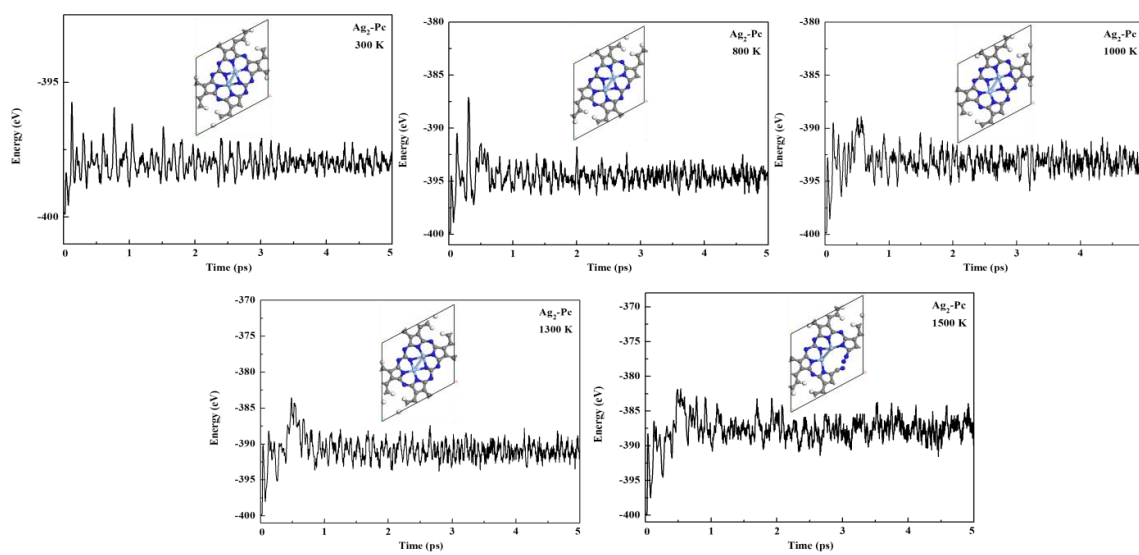 Ag2-Pc
300 K
-395
-400
Energy (eV)
0 1 2 3 4 5
Time (ps)
Ag2-Pc
800 K
-380
-385
-390
-395
-400
Energy (eV)
0 1 2 3 4 5
Time (ps)
Ag2-Pc
1000 K
-380
-385
-390
-395
-400
Energy (eV)
0 1 2 3 4
Time (ps)
Ag2-Pc
1300 K
-370
-375
-380
-385
-390
-395
-400
Energy (eV)
0 1 2 3 4 5
Time (ps)
Ag2-Pc
1500 K
-370
-375
-380
-385
-390
-395
-400
Energy (eV)
0 1 2 3 4 5
Time (ps)